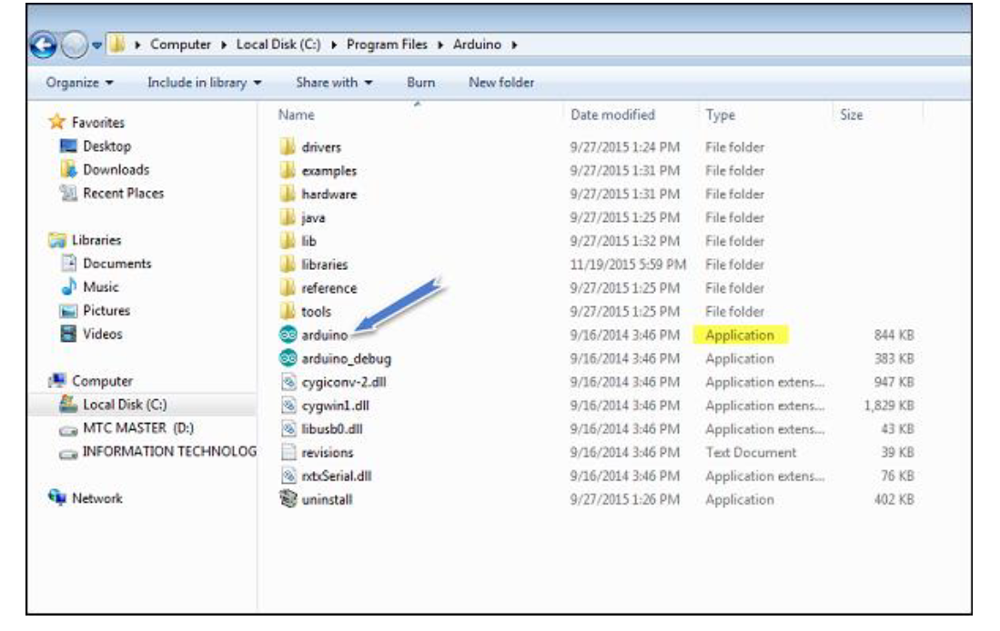 Computer Local Disk (C:) Program Files Arduino
Organize Include in library Share with Burn New folder
Favorites
Desktop
Downloads
Recent Places
Libraries
Documents
Music
Pictures
Videos
Computer
Local Disk (C:)
MTC MASTER (D:)
INFORMATION TECHNOLOG
Network
Name Date modified Type Size
drivers 9/27/2015 1:24 PM File folder
examples 9/27/2015 1:31 PM File folder
hardware 9/27/2015 1:31 PM File folder
java 9/27/2015 1:25 PM File folder
lib 9/27/2015 1:32 PM File folder
libraries 11/19/2015 5:59 PM File folder
reference 9/27/2015 1:25 PM File folder
tools 9/27/2015 1:25 PM File folder
arduino 9/16/2014 3:46 PM Application 844 KB
arduino_debug 9/16/2014 3:46 PM Application 383 KB
cygiconv-2.dll 9/16/2014 3:46 PM Application extens... 947 KB
cygwin1.dll 9/16/2014 3:46 PM Application extens... 1,829 KB
libusb0.dll 9/16/2014 3:46 PM Application extens... 43 KB
revisions 9/16/2014 3:46 PM Text Document 39 KB
rxtxSerial.dll 9/16/2014 3:46 PM Application extens... 76 KB
uninstall 9/27/2015 1:26 PM Application 402 KB